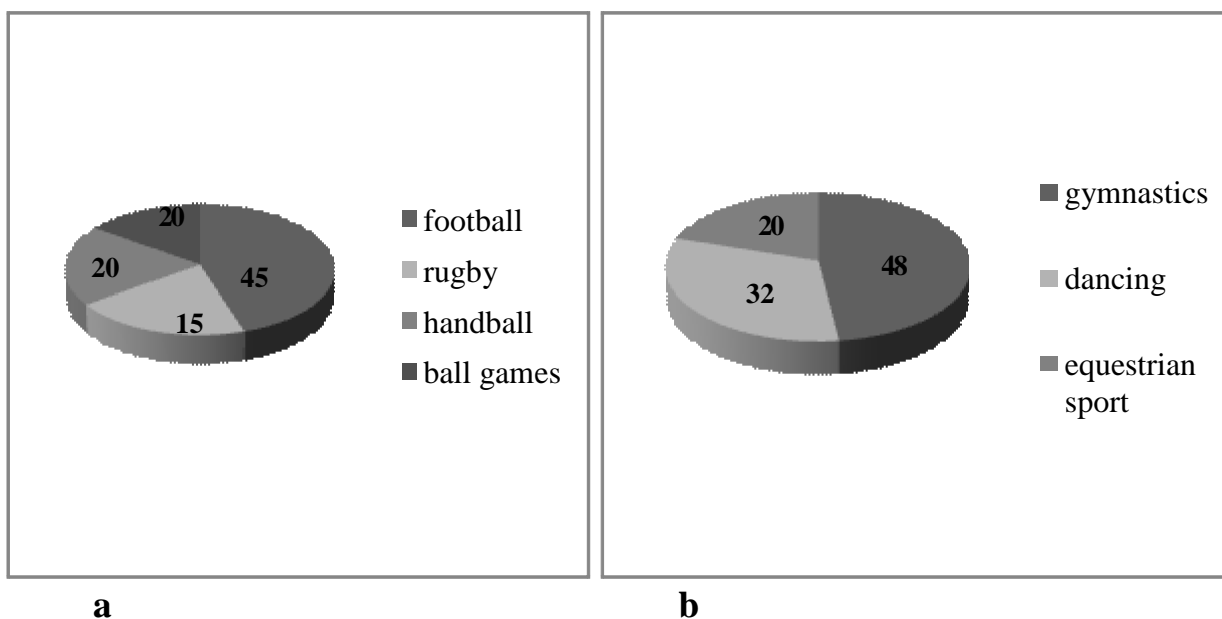 20
20
45
15
football
rugby
handball
ball games
a
20
48
32
gymnastics
dancing
equestrian
sport
b